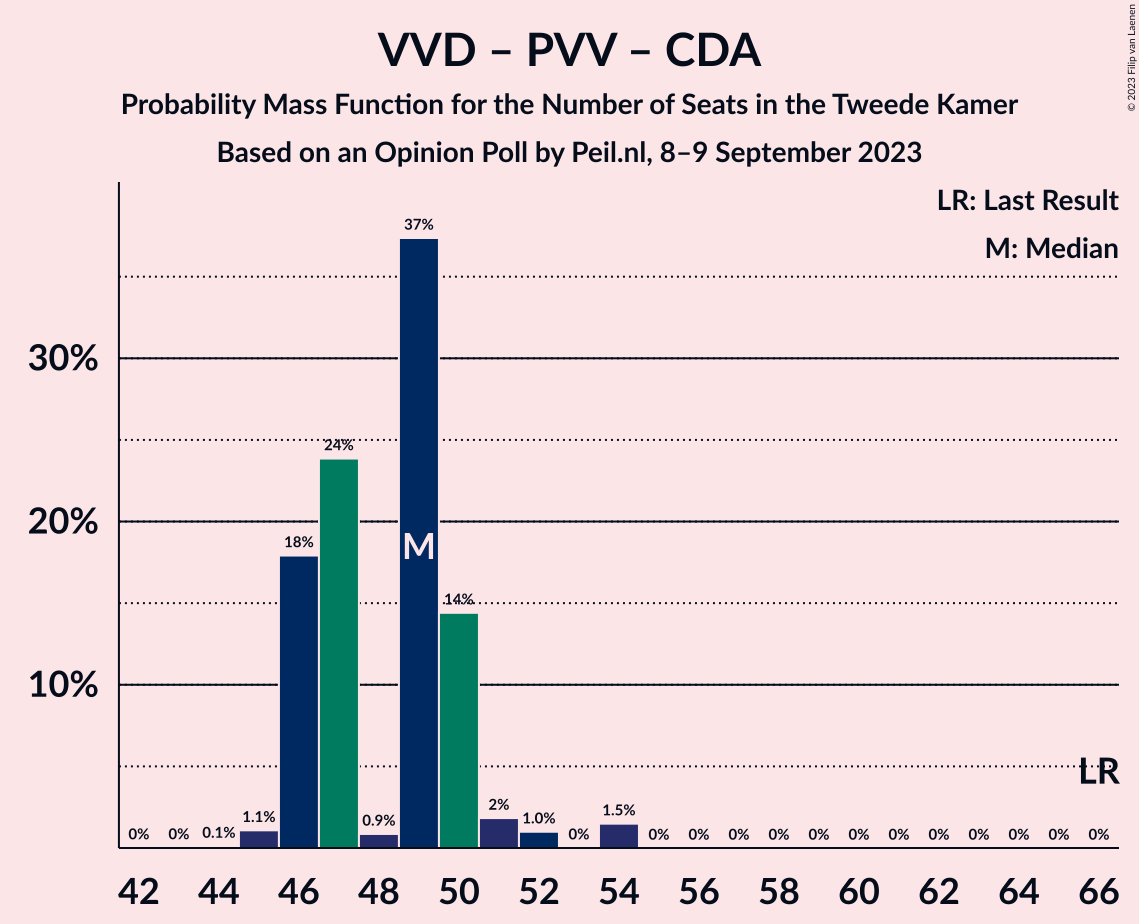 VVD – PVV – CDA
Probability Mass Function for the Number of Seats in the Tweede Kamer
Based on an Opinion Poll by Peil.nl, 8–9 September 2023
© 2023 Filip van Laenen
LR: Last Result
M: Median
37%
30%
24%
20%
18%
M
14%
10%
LR
0% 0% 0.1% 1.1% 0.9% 2% 1.0% 0% 1.5% 0% 0% 0% 0% 0% 0% 0% 0% 0% 0% 0% 0%
42 44 46 48 50 52 54 56 58 60 62 64 66